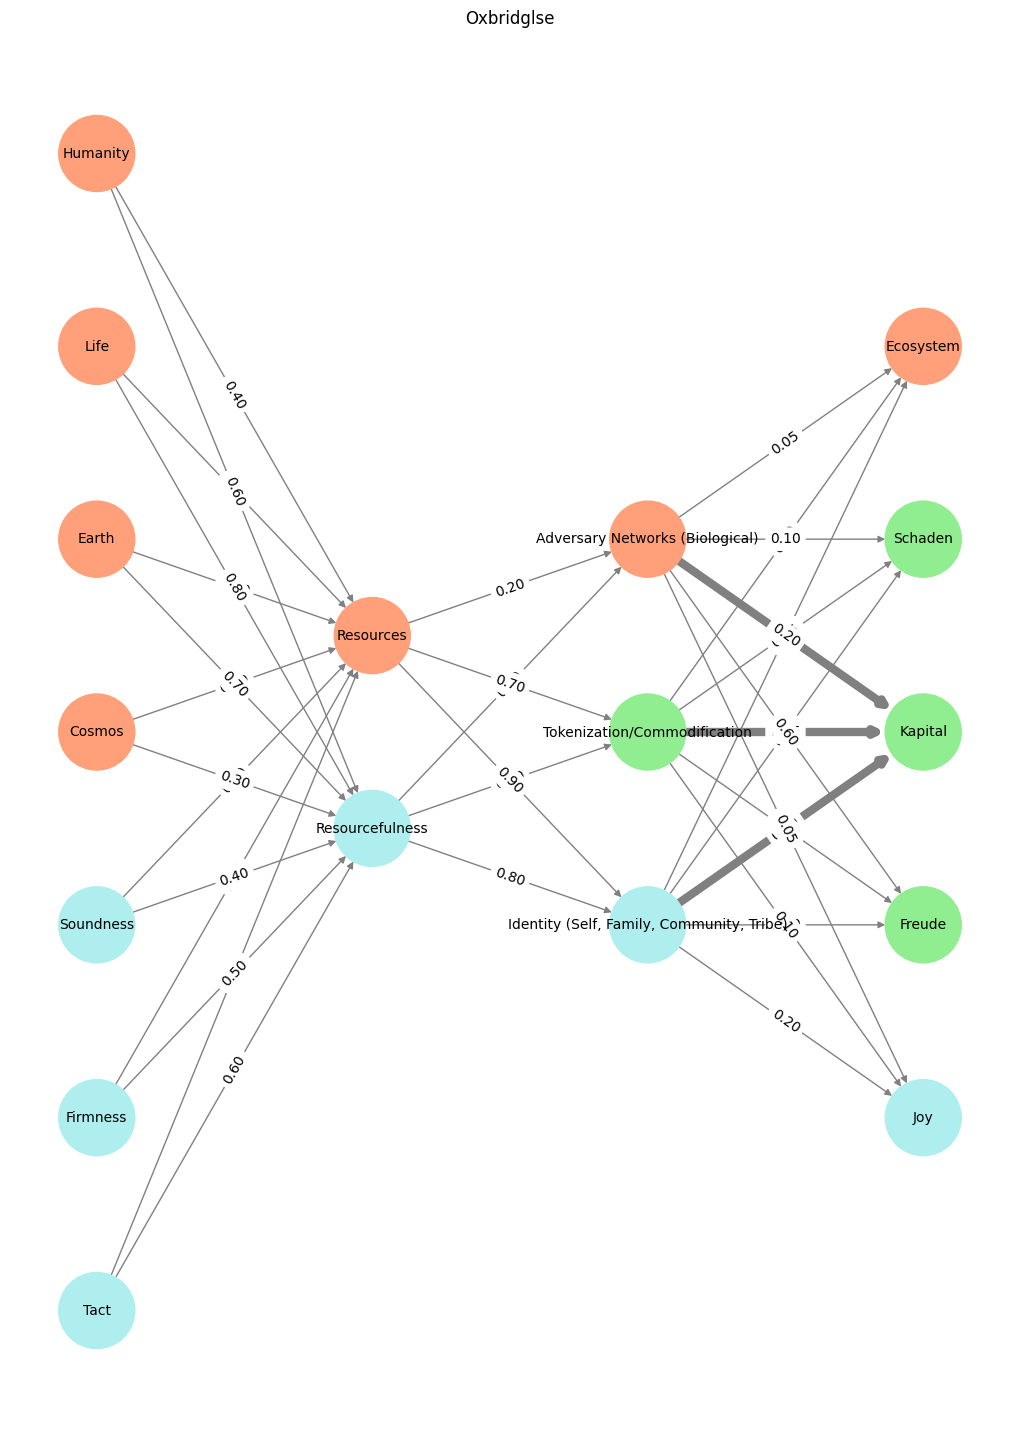 Oxbridglse
Humanity
Life
Ecosystem
0.40
0.05
0.60
Earth
Adversary Networks (Biological)
0.10
Schaden
0.80
0.20
Resources
0.20
0.70
0.70
Cosmos
Tokenization/Commodification
0.60
Kapital
0.30
0.90
Resourcefulness
0.05
0.40
0.80
Soundness
Identity (Self, Family, Community, Tribe)
0.10
Freude
0.50
0.20
0.60
Firmness
Joy
Tact